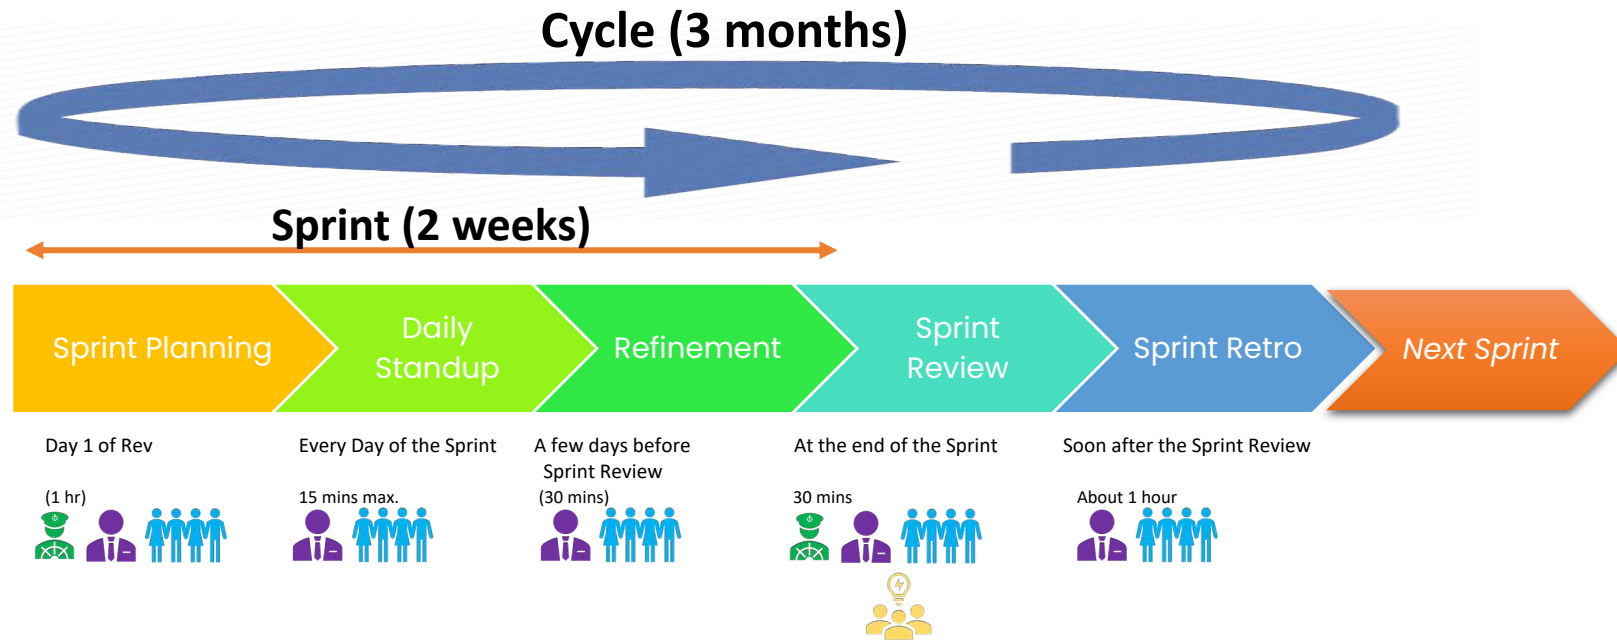 Cycle (3 months)
Sprint (2 weeks)
Sprint Planning
Daily
Standup
Refinement
Sprint
Review
Sprint Retro
Next Sprint
Day 1 of Rev
(1 hr)
Every Day of the Sprint
15 mins max.
A few days before
Sprint Review
(30 mins)
At the end of the Sprint
30 mins
Soon after the Sprint Review
About 1 hour